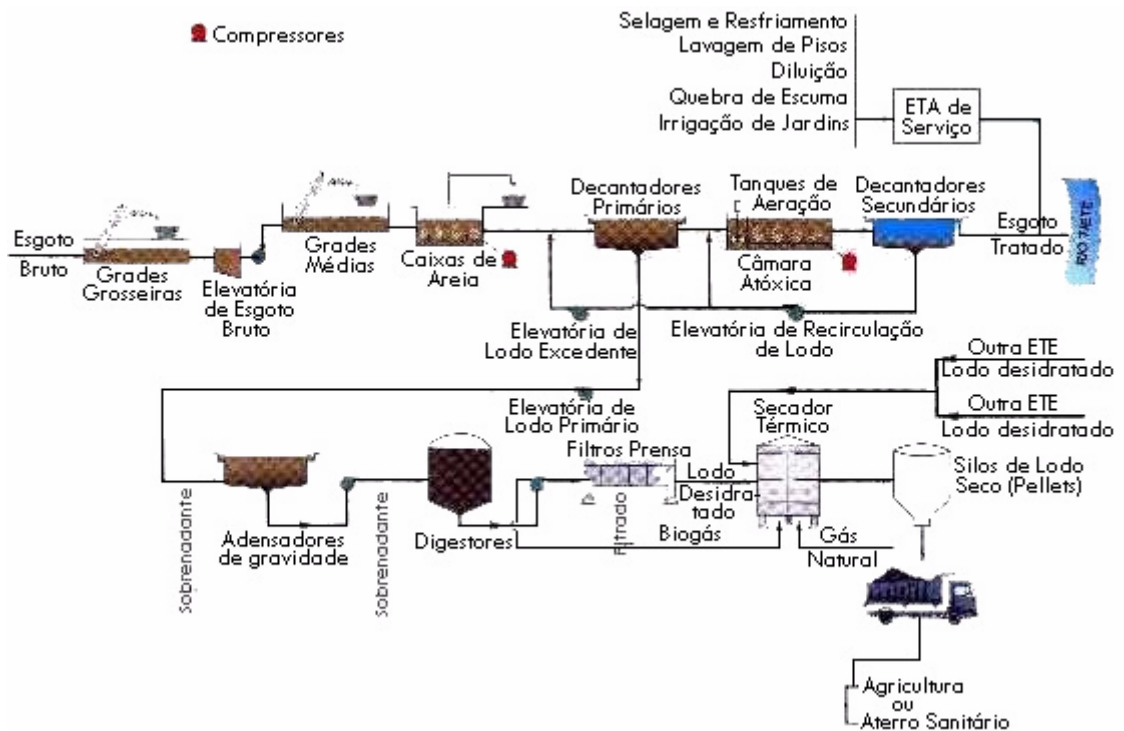 Compressores
Selagem e Resfriamento
Lavagem de Pisos
Diluição
Quebra de Escuma
Irrigação de Jardins
ETA de
Serviço
Esgoto
Bruto
Grades
Grosseiras
Elevatória
de Esgoto
Bruto
Grades
Médias
Caixas de
Areia
Decantadores
Primários
Tanques de
Aeração
Câmara
Atóxica
Decantadores
Secundários
Esgoto
Tratado
RIO TIETE
Elevatória de
Lodo Excedente
Elevatória de Recirculação
de Lodo
Outra ETE
Lodo desidratado
Outra ETE
Lodo desidratado
Elevatória de
Lodo Primário
Sobrenadante
Adensadores
de gravidade
Sobrenadante
Digestores
Filtros Prensa
Filtrado
Lodo
Desidra-
tado
Biogás
Secador
Térmico
Gás
Natural
Silos de Lodo
Seco (Pellets)
Agricultura
ou
Aterro Sanitário